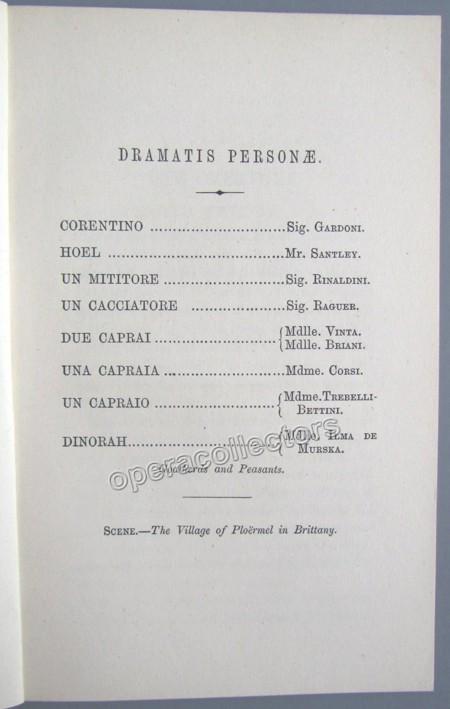 DRAMATIS PERSONÆ.
CORENTINO ..............................Sig. GARDONI.
HOEL ........................................Mr. SANTLEY.
UN MITITORE ...........................Sig. RINALDINI.
UN CACCIATORE .....................Sig. RAGUER.
DUE CAPRAI .............................{Mdlle. VINTA.
{Mdlle. BRIANI.
UNA CAPRAIA ...........................Mdme. CORSI.
UN CAPRAIO .............................{Mdme. TREBELLI-
BETTINI.
DINORAH..................................{Mdlle. ILMA DE
MURSKA.
operacollectors
and Peasants.
SCENE.—The Village of Ploërmel in Brittany.